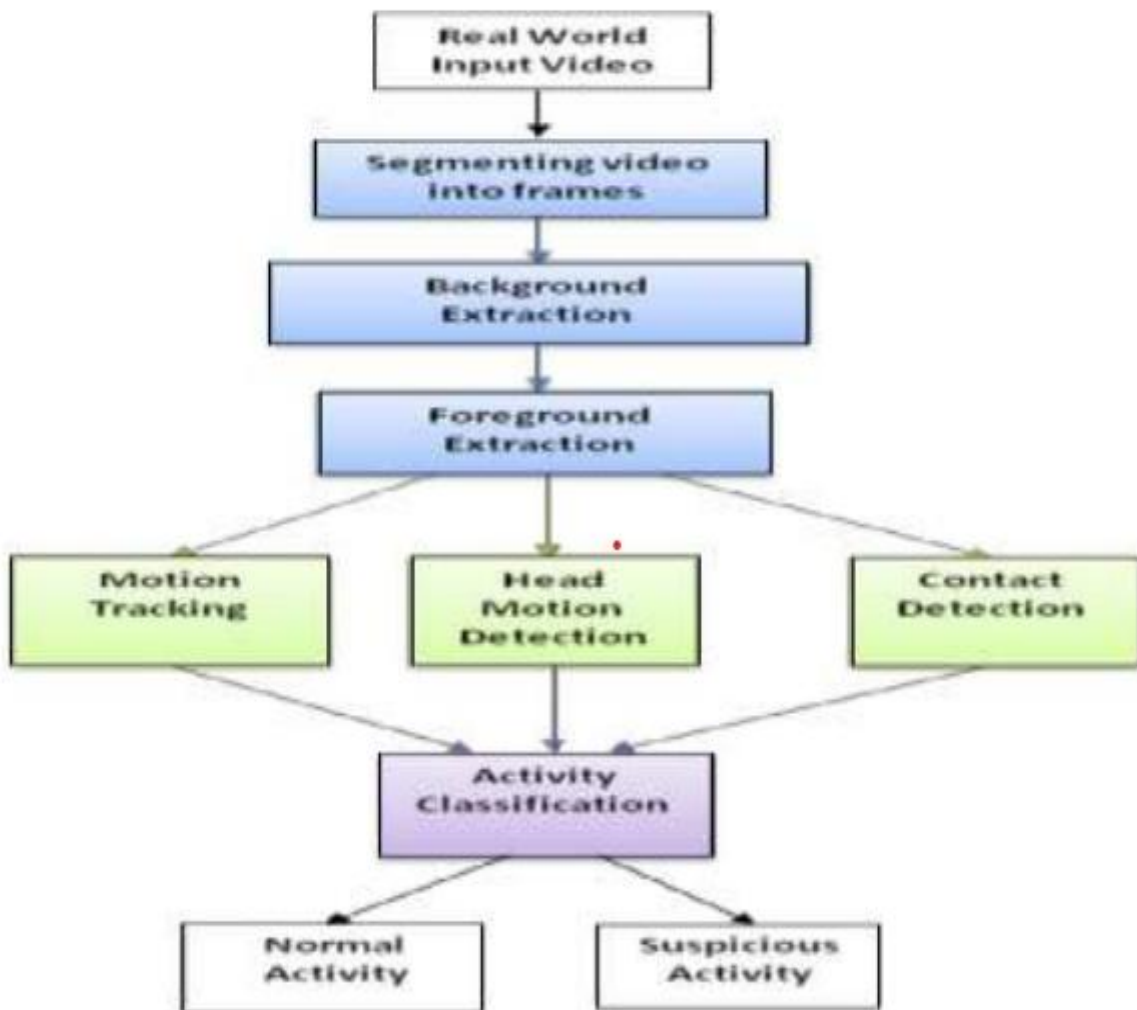 Real World
Input Video
Segmenting video
into frames
Background
Extraction
Foreground
Extraction
Motion
Tracking
Head
Motion
Detection
Contact
Detection
Activity
Classification
Normal
Activity
Suspicious
Activity